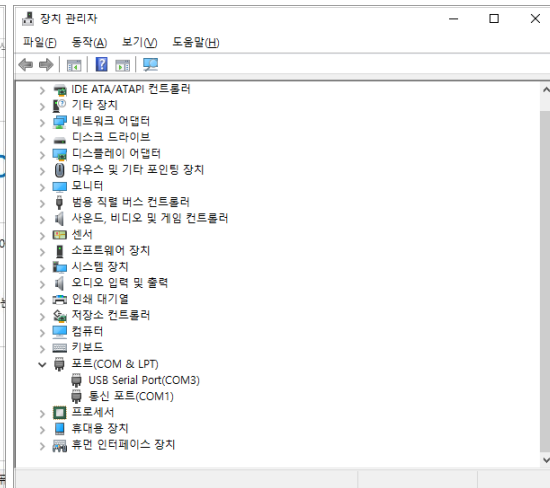 장치 관리자
파일(F) 동작(A) 보기(V) 도움말(H)
IDE ATA/ATAPI 컨트롤러
기타 장치
네트워크 어댑터
디스크 드라이브
디스플레이 어댑터
마우스 및 기타 포인팅 장치
모니터
범용 직렬 버스 컨트롤러
사운드, 비디오 및 게임 컨트롤러
센서
소프트웨어 장치
시스템 장치
오디오 입력 및 출력
인쇄 대기열
저장소 컨트롤러
컴퓨터
키보드
포트(COM & LPT)
USB Serial Port(COM3)
통신 포트(COM1)
프로세서
휴대용 장치
휴먼 인터페이스 장치